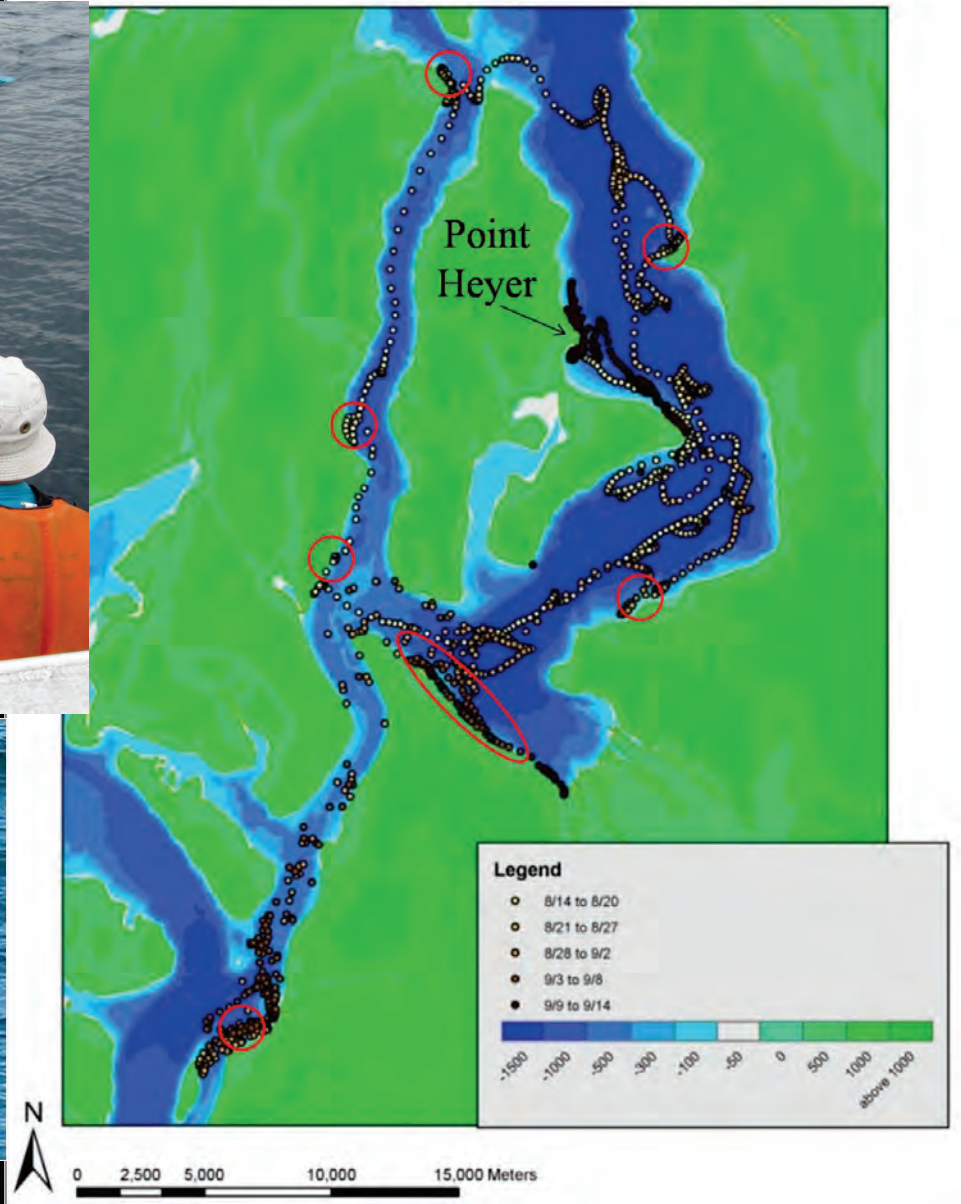 Point
Heyer
Legend
8/14 to 8/20
8/21 to 8/27
8/28 to 9/2
9/3 to 9/8
9/9 to 9/14
-1500 -1000 -500 -300 -100 -50 0 500 1000 above 1000
N
0 2,500 5,000 10,000 15,000 Meters